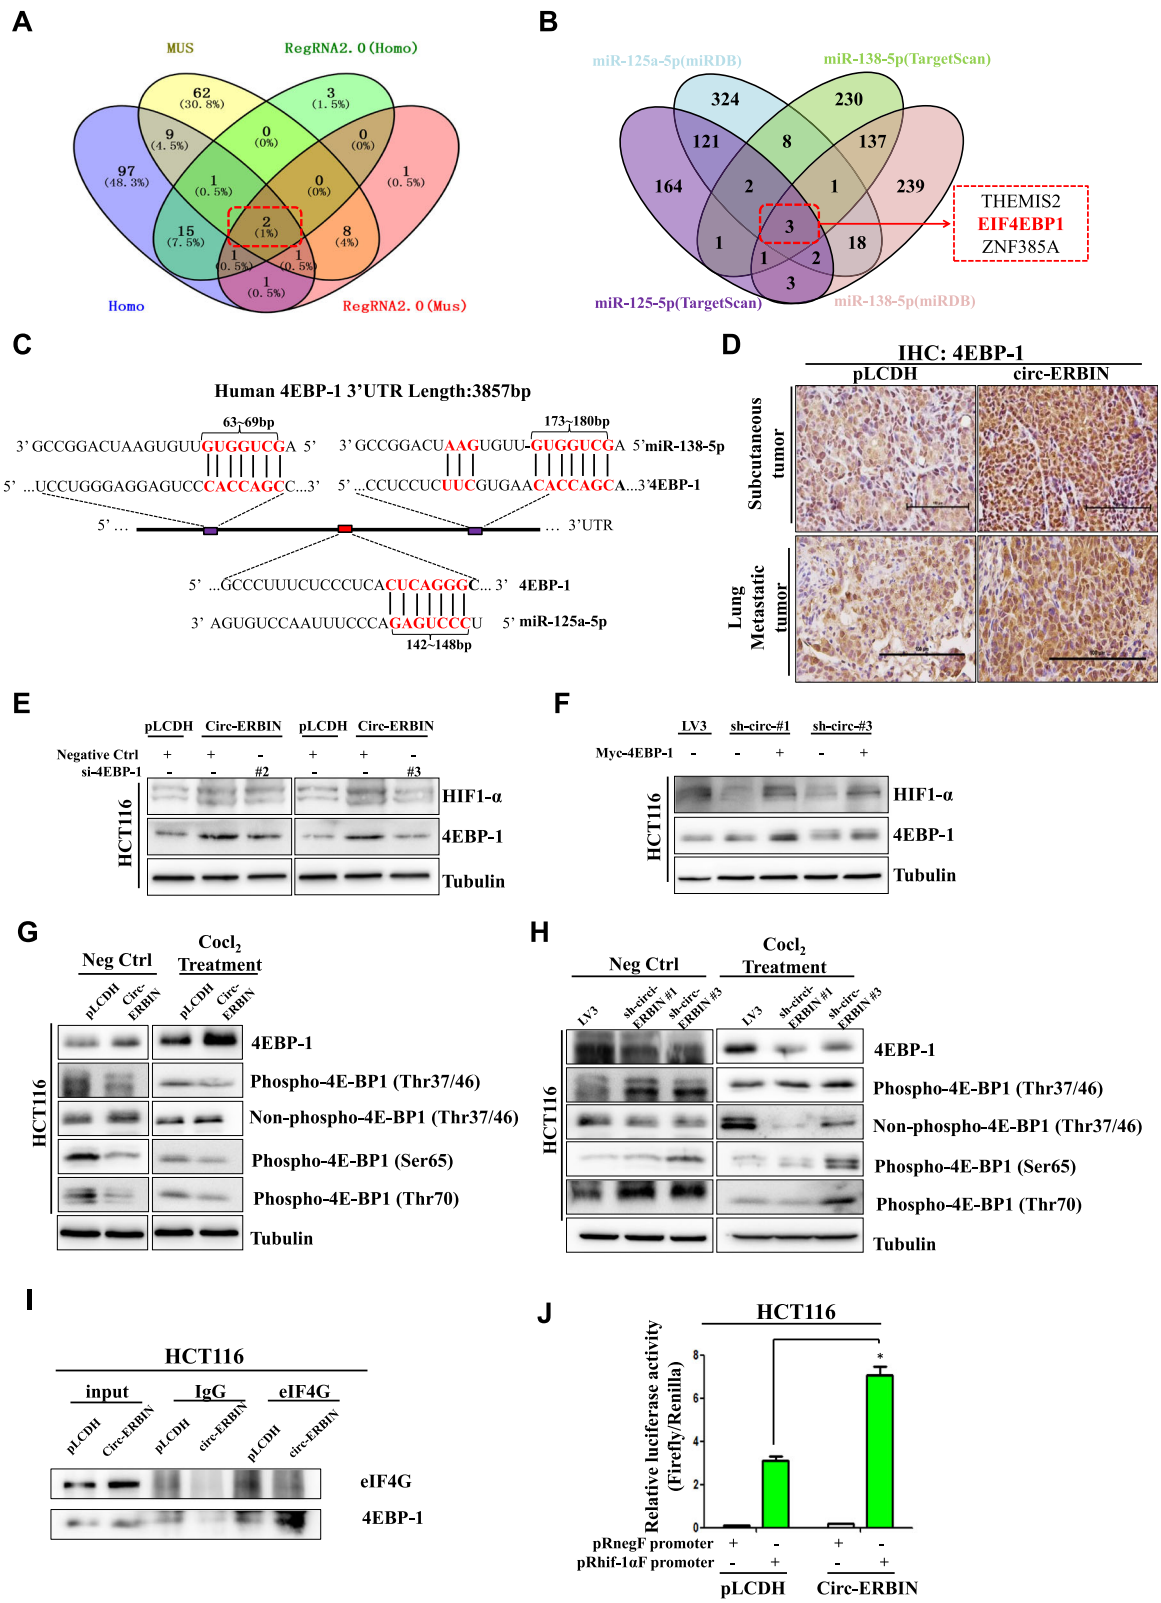 A
MUS
RegRNA2.0(Homo)
62
(30.8%)
3
(1.5%)
9
(4.5%)
0
(0%)
0
(0%)
97
(48.3%)
1
(0.5%)
0
(0%)
1
(0.5%)
2
(1%)
15
(7.5%)
8
(4%)
1
(0.5%)
1
(0.5%)
1
(0.5%)
Homo
RegRNA2.0(Mus)
B
miR-125a-5p(miRDB)
miR-138-5p(TargetScan)
324
230
121
8
137
164
2
1
239
3
1
18
1
2
3
THEMIS2
EIF4EBP1
ZNF385A
miR-125-5p(TargetScan)
miR-138-5p(miRDB)
C
Human 4EBP-1 3’UTR Length:3857bp
63~69bp
173~180bp
3’ GCCGGACUAAGUGUUGUGGUCGA 5’
3’ GCCGGACUAAGUGUU-GUGGUCGA 5’ miR-138-5p
5’ ...UCCUGGGAGGAGUCCCACCAGCC...3’
5’ ...CCUCCUCUUCGUGAACACCAGCA...3’ 4EBP-1
5’ ... ... 3’UTR
5’ ...GCCCUUUCUCCCUCACUCAGGGC... 3’ 4EBP-1
3’ AGUGUCCAAUUUCCCAGAGUCCCU 5’ miR-125a-5p
142~148bp
D
IHC: 4EBP-1
pLCDH circ-ERBIN
Subcutaneous
tumor
Lung
Metastatic
tumor
E
pLCDH Circ-ERBIN pLCDH Circ-ERBIN
Negative Ctrl + + - + + -
si-4EBP-1 - - #2 - - #3
HCT116
HIF1-α
4EBP-1
Tubulin
F
LV3 sh-circ-#1 sh-circ-#3
Myc-4EBP-1 - - + - +
HCT116
HIF1-α
4EBP-1
Tubulin
G
Neg Ctrl
Cocl2
Treatment
pLCDH
Circ-
ERBIN
pLCDH
Circ-
ERBIN
HCT116
4EBP-1
Phospho-4E-BP1 (Thr37/46)
Non-phospho-4E-BP1 (Thr37/46)
Phospho-4E-BP1 (Ser65)
Phospho-4E-BP1 (Thr70)
Tubulin
H
Neg Ctrl
Cocl2
Treatment
LV3
sh-circi-
ERBIN #1
sh-circ-
ERBIN #3
LV3
sh-circi-
ERBIN #1
sh-circ-
ERBIN #3
HCT116
4EBP-1
Phospho-4E-BP1 (Thr37/46)
Non-phospho-4E-BP1 (Thr37/46)
Phospho-4E-BP1 (Ser65)
Phospho-4E-BP1 (Thr70)
Tubulin
I
HCT116
input IgG eIF4G
pLCDH
Circ-ERBIN
pLCDH
circ-ERBIN
pLCDH
circ-ERBIN
eIF4G
4EBP-1
J
HCT116
Relative luciferase activity
(Firefly/Renilla)
8
6
4
2
0
*
pRnegF promoter + - + -
pRhif-1αF promoter - + - +
pLCDH Circ-ERBIN